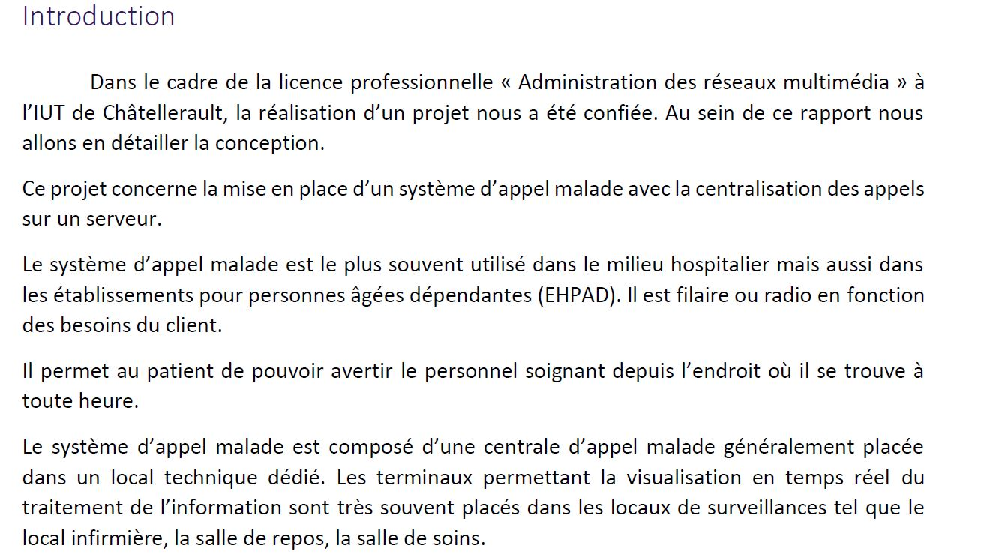 Introduction
Dans le cadre de la licence professionnelle « Administration des réseaux multimédia » à
l’IUT de Châtellerault, la réalisation d’un projet nous a été confiée. Au sein de ce rapport nous
allons en détailler la conception.
Ce projet concerne la mise en place d’un système d’appel malade avec la centralisation des appels
sur un serveur.
Le système d’appel malade est le plus souvent utilisé dans le milieu hospitalier mais aussi dans
les établissements pour personnes âgées dépendantes (EHPAD). Il est filaire ou radio en fonction
des besoins du client.
Il permet au patient de pouvoir avertir le personnel soignant depuis l’endroit où il se trouve à
toute heure.
Le système d’appel malade est composé d’une centrale d’appel malade généralement placée
dans un local technique dédié. Les terminaux permettant la visualisation en temps réel du
traitement de l’information sont très souvent placés dans les locaux de surveillances tel que le
local infirmière, la salle de repos, la salle de soins.